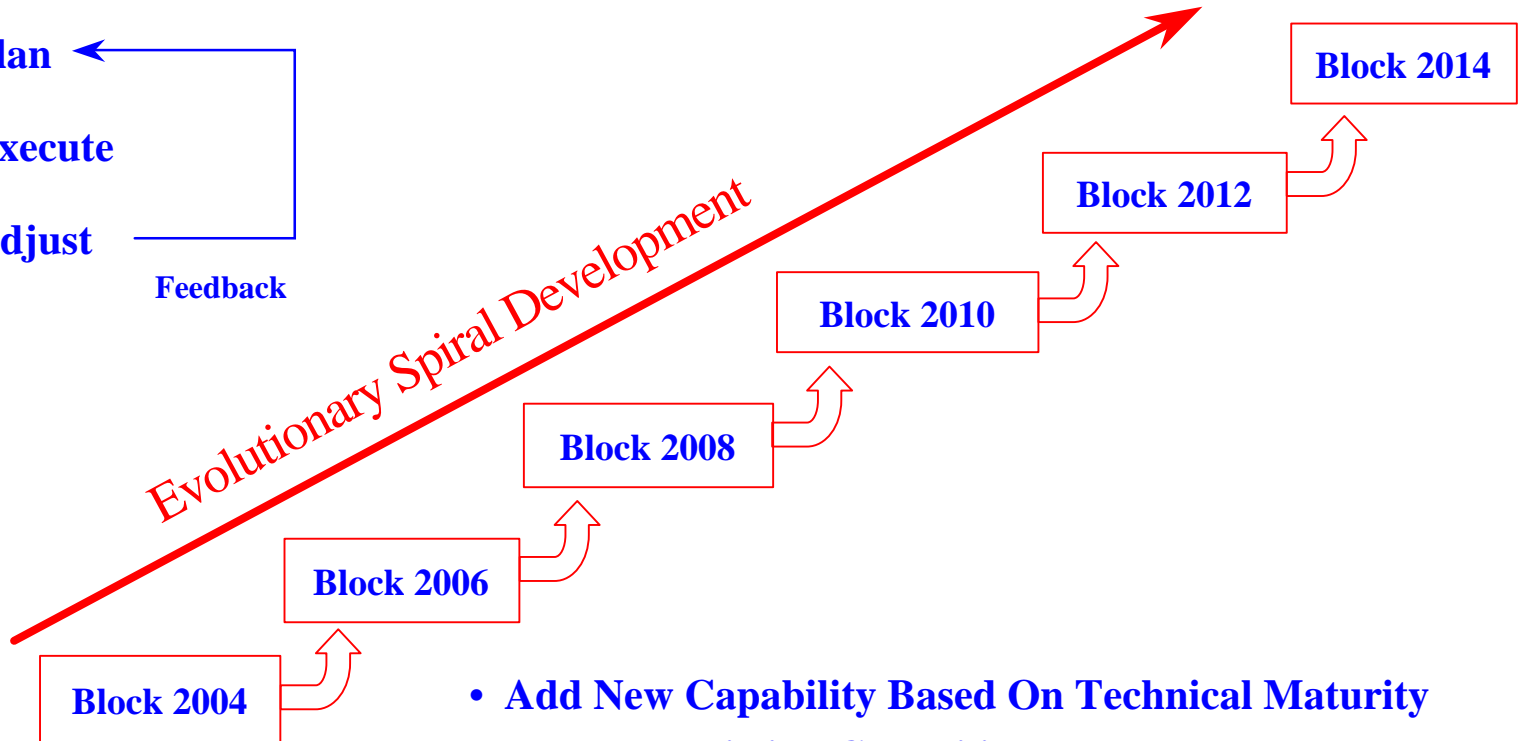 lan
xecute
djust
Feedback
Evolutionary Spiral Development
Block 2014
Block 2012
Block 2010
Block 2008
Block 2006
Block 2004
• Add New Capability Based On Technical Maturity